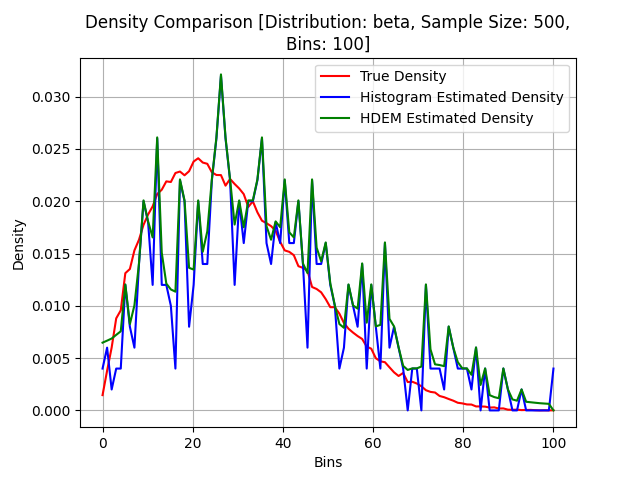 Density Comparison [Distribution: beta, Sample Size: 500,
Bins: 100]
True Density
Histogram Estimated Density
HDEM Estimated Density
Density
0.030
0.025
0.020
0.015
0.010
0.005
0.000
0 20 40 60 80 100
Bins